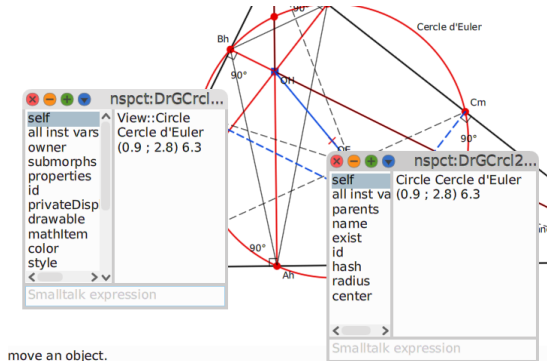 90°
Cercle d'Euler
Bh
90°
OH
Cm
90°
OE
nspct:DrGCrcl...
self
all inst vars
owner
submorphs
properties
id
privateDisp
drawable
mathItem
color
style
View::Circle
Cercle d'Euler
(0.9 ; 2.8) 6.3
Smalltalk expression
90°
Ah
nspct:DrGCrcl2...
self
all inst va
parents
name
exist
id
hash
radius
center
Circle Cercle d'Euler
(0.9 ; 2.8) 6.3
Smalltalk expression
move an object.